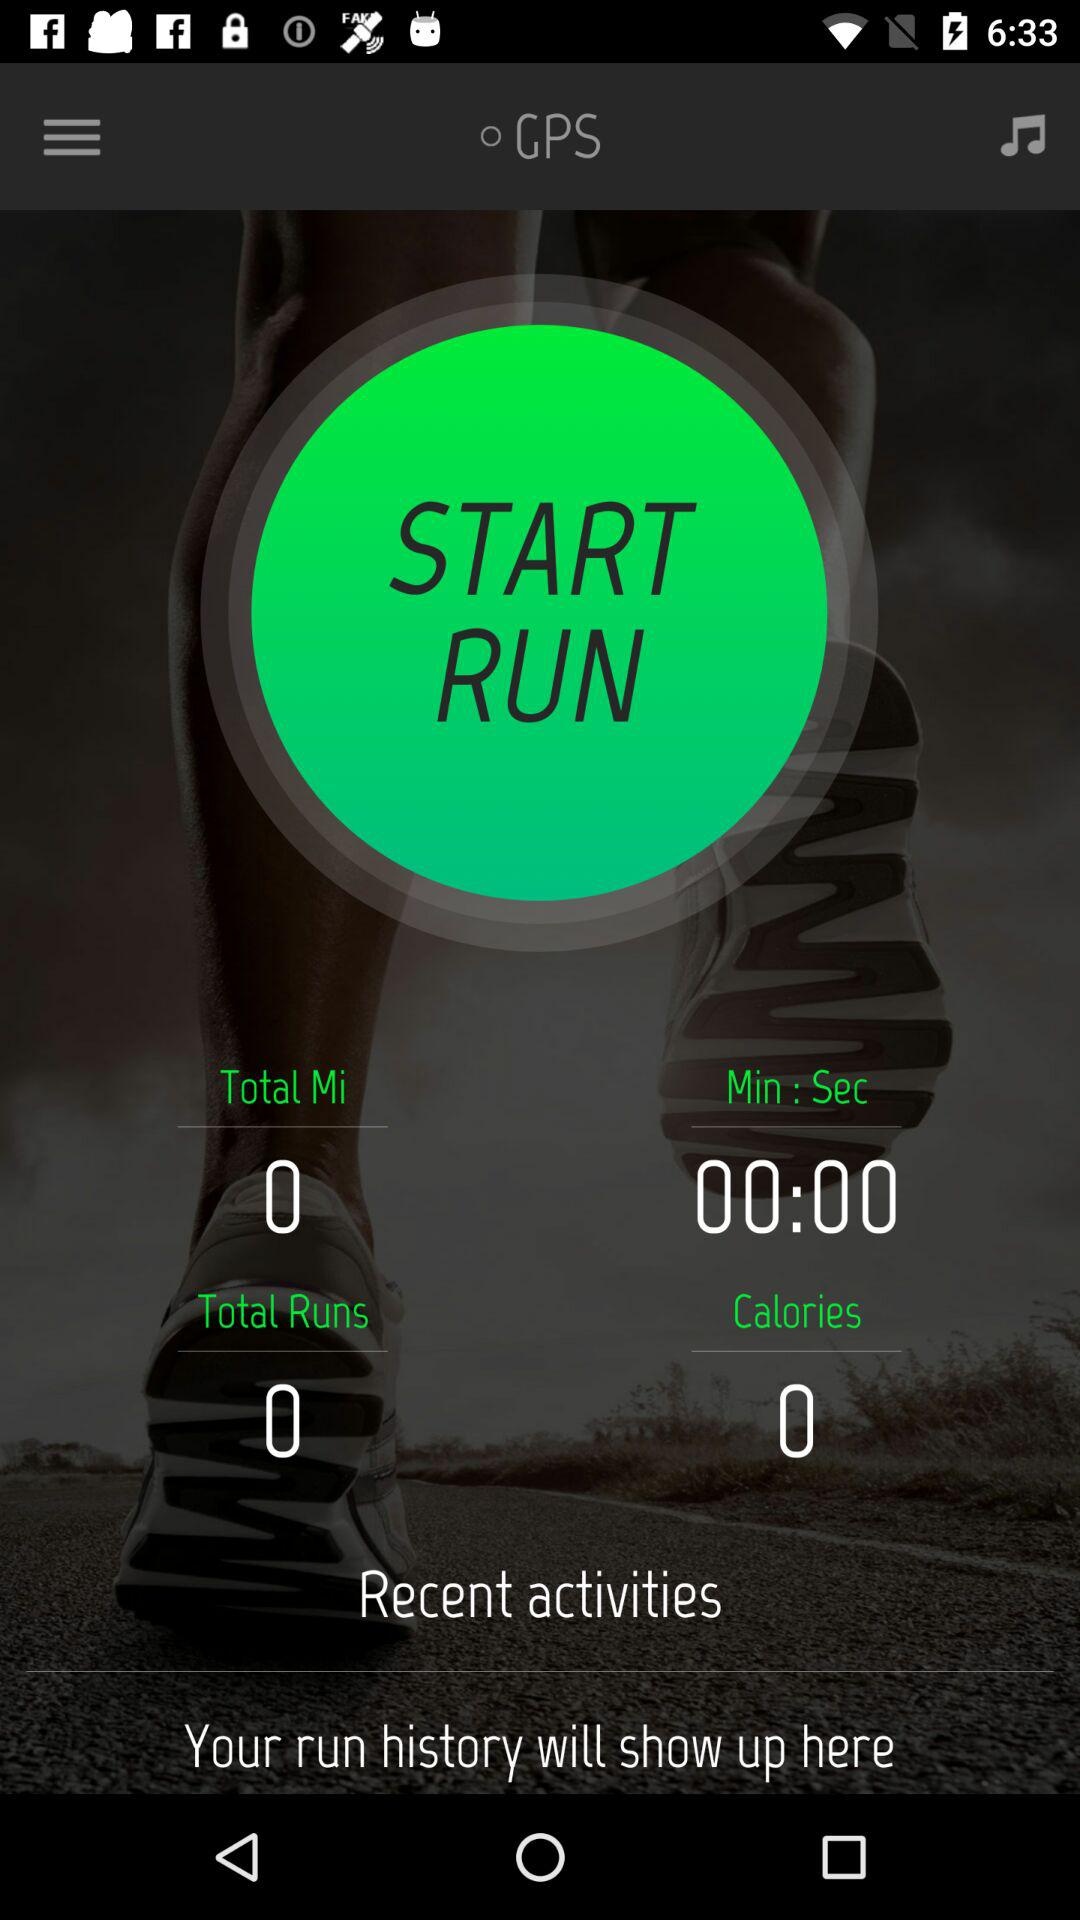 FAKE
6:33
GPS
START
RUN
Total Mi
Min : Sec
0
00:00
Total Runs
Calories
0
0
Recent activities
Your run history will show up here